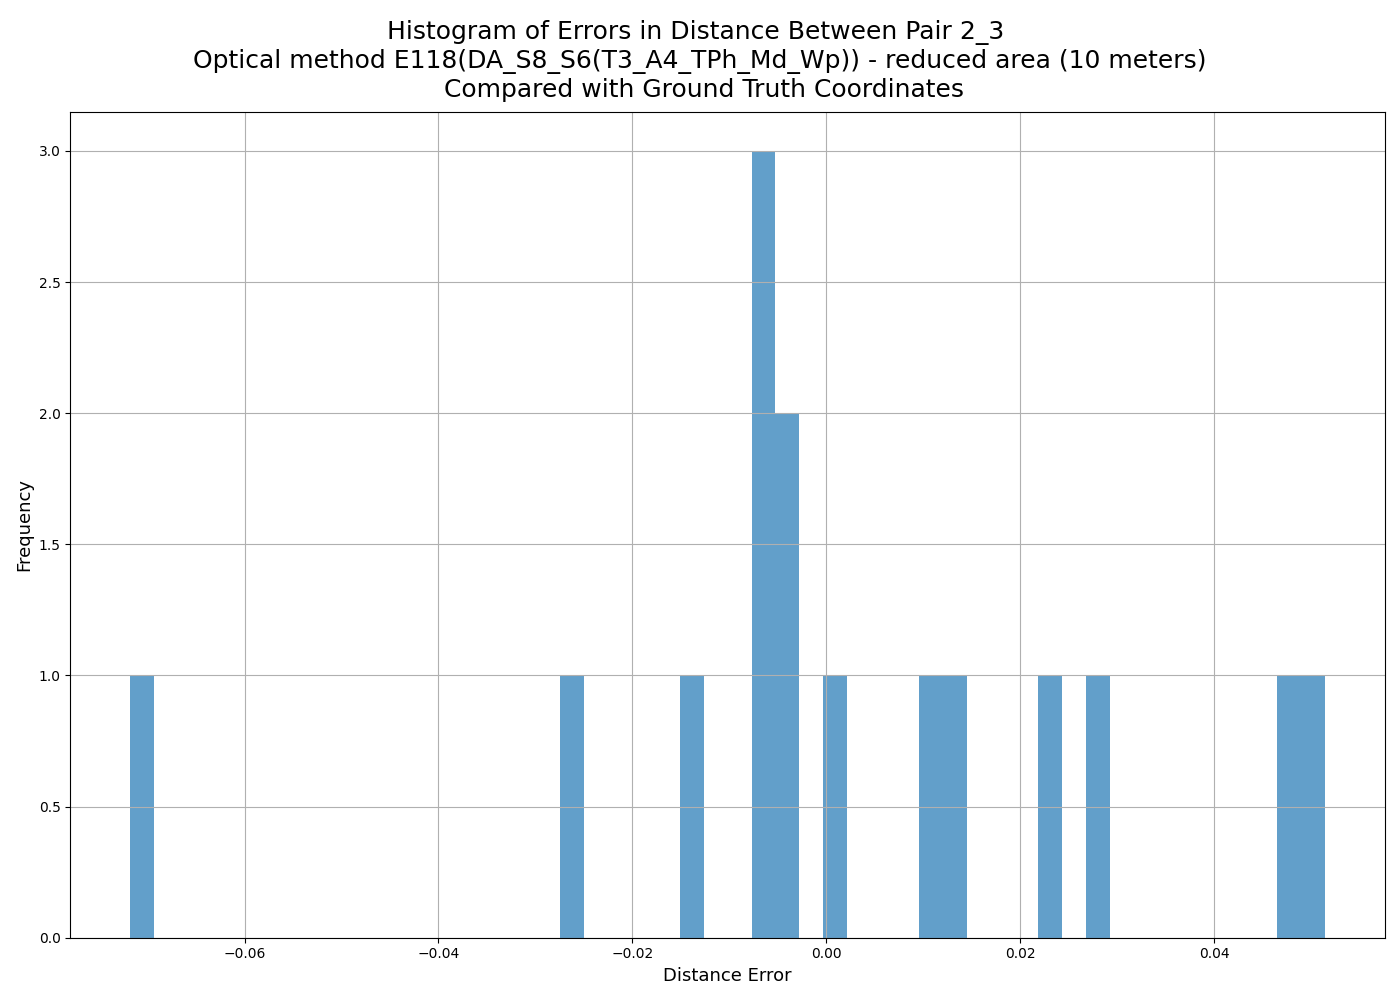 Histogram of Errors in Distance Between Pair 2_3
Optical method E118(DA_S8_S6(T3_A4_TPh_Md_Wp)) - reduced area (10 meters)
Compared with Ground Truth Coordinates
3.0
2.5
2.0
1.5
1.0
0.5
0.0
Frequency
−0.06 −0.04 −0.02 0.00 0.02 0.04
Distance Error